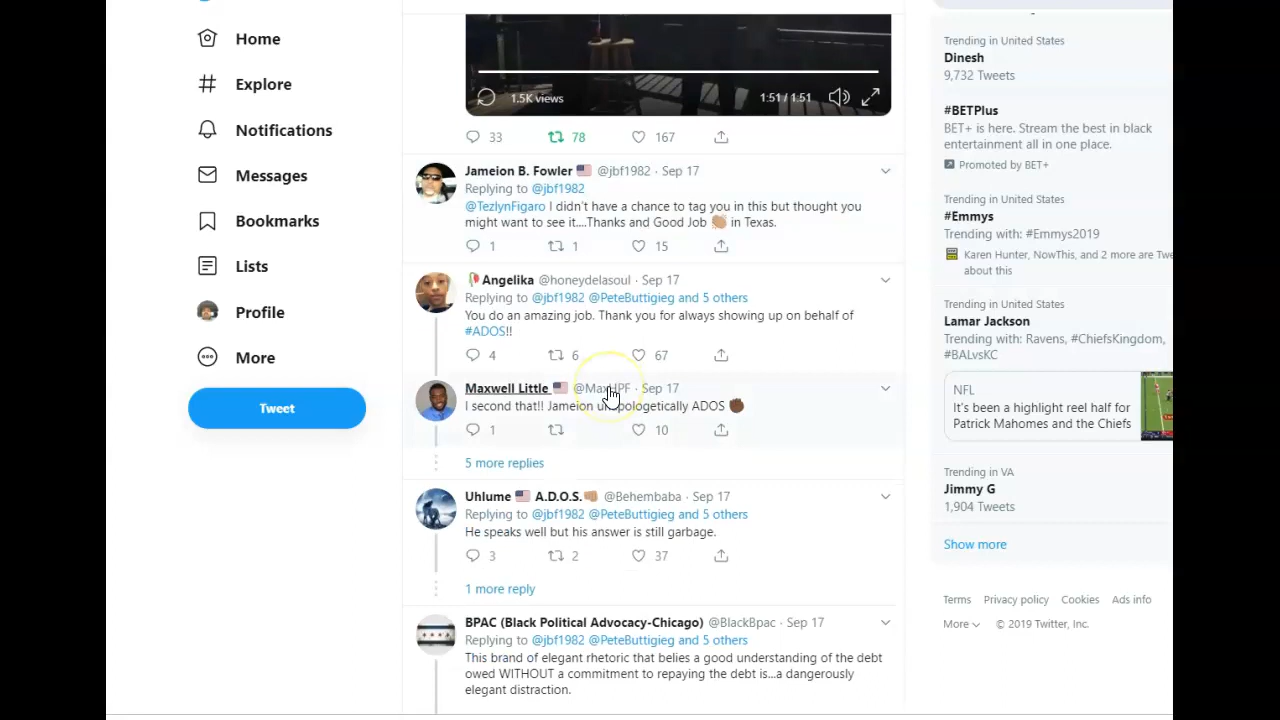 Home
Explore
Notifications
Messages
Bookmarks
Lists
Profile
More
Tweet
1.5K views
1:51 / 1:51
33 78 167
Jameion B. Fowler @jbf1982 · Sep 17
Replying to @jbf1982
@TezlynFigaro I didn't have a chance to tag you in this but thought you
might want to see it....Thanks and Good Job in Texas.
1 1 15
Angelika @honeydelasoul · Sep 17
Replying to @jbf1982 @PeteButtigieg and 5 others
You do an amazing job. Thank you for always showing up on behalf of
#ADOS!!
4 6 67
Maxwell Little · Sep 17
I second that!! Jameion ADOS
1 10
5 more replies
Uhlume A.D.O.S. @Behembaba · Sep 17
Replying to @jbf1982 @PeteButtigieg and 5 others
He speaks well but his answer is still garbage.
3 2 37
1 more reply
BPAC (Black Political Advocacy-Chicago) @BlackBpac · Sep 17
Replying to @jbf1982 @PeteButtigieg and 5 others
This brand of elegant rhetoric that belies a good understanding of the debt
owed WITHOUT a commitment to repaying the debt is...a dangerously
elegant distraction.
Trending in United States
Dinesh
9,732 Tweets
#BETPlus
BET+ is here. Stream the best in black
entertainment all in one place.
Promoted by BET+
Trending in United States
#Emmys
Trending with: #Emmys2019
Karen Hunter, NowThis, and 2 more are Twe
about this
Trending in United States
Lamar Jackson
Trending with: Ravens, #ChiefsKingdom,
#BALvsKC
NFL
It's been a highlight reel half for
Patrick Mahomes and the Chiefs
Trending in VA
Jimmy G
1,904 Tweets
Show more
Terms Privacy policy Cookies Ads info
More © 2019 Twitter, Inc.